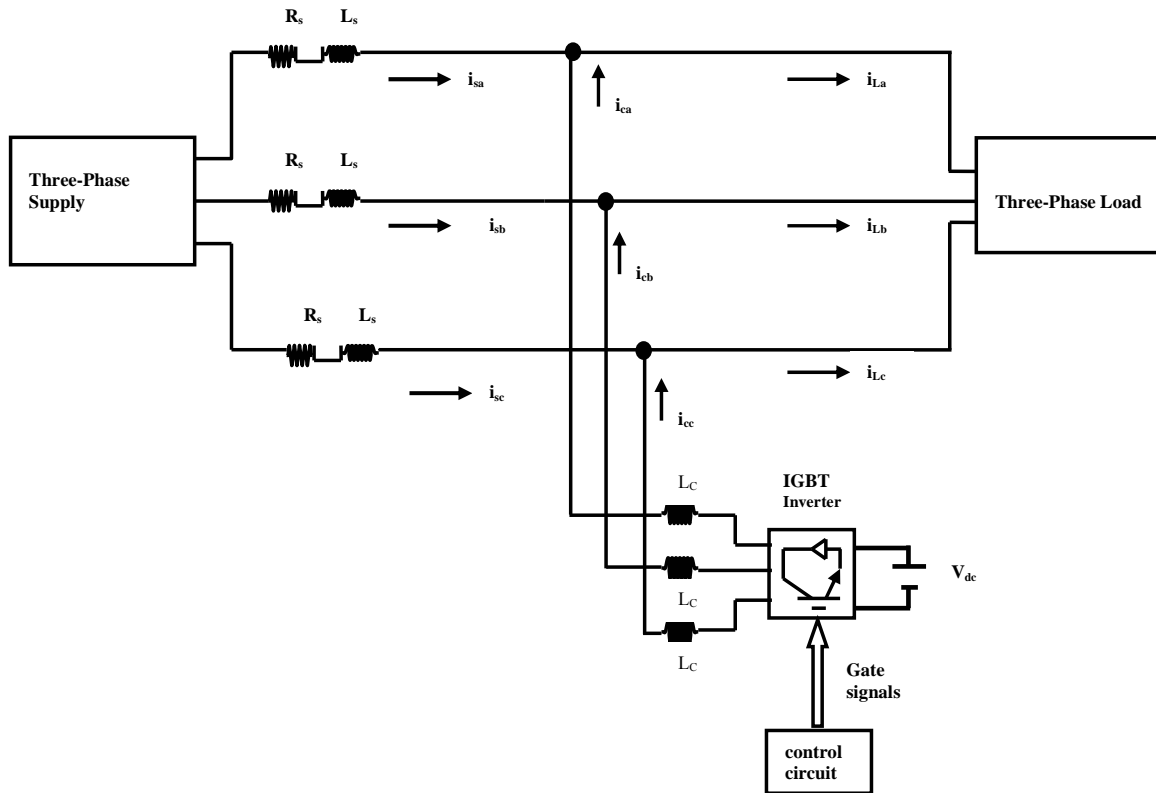 Rs Ls
isa
iLa
ica
Three-Phase
Supply
Rs Ls
Three-Phase Load
isb
iLb
icb
Rs Ls
isc
iLc
icc
LC
IGBT
Inverter
Vdc
LC
LC
Gate
signals
control
circuit